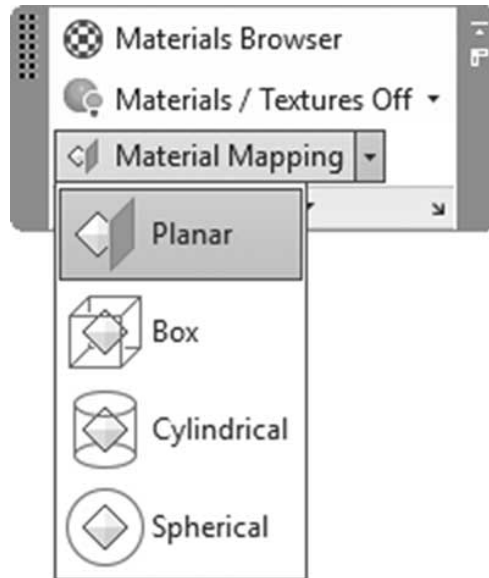 Materials Browser
Materials / Textures Off
Material Mapping
Planar
Box
Cylindrical
Spherical